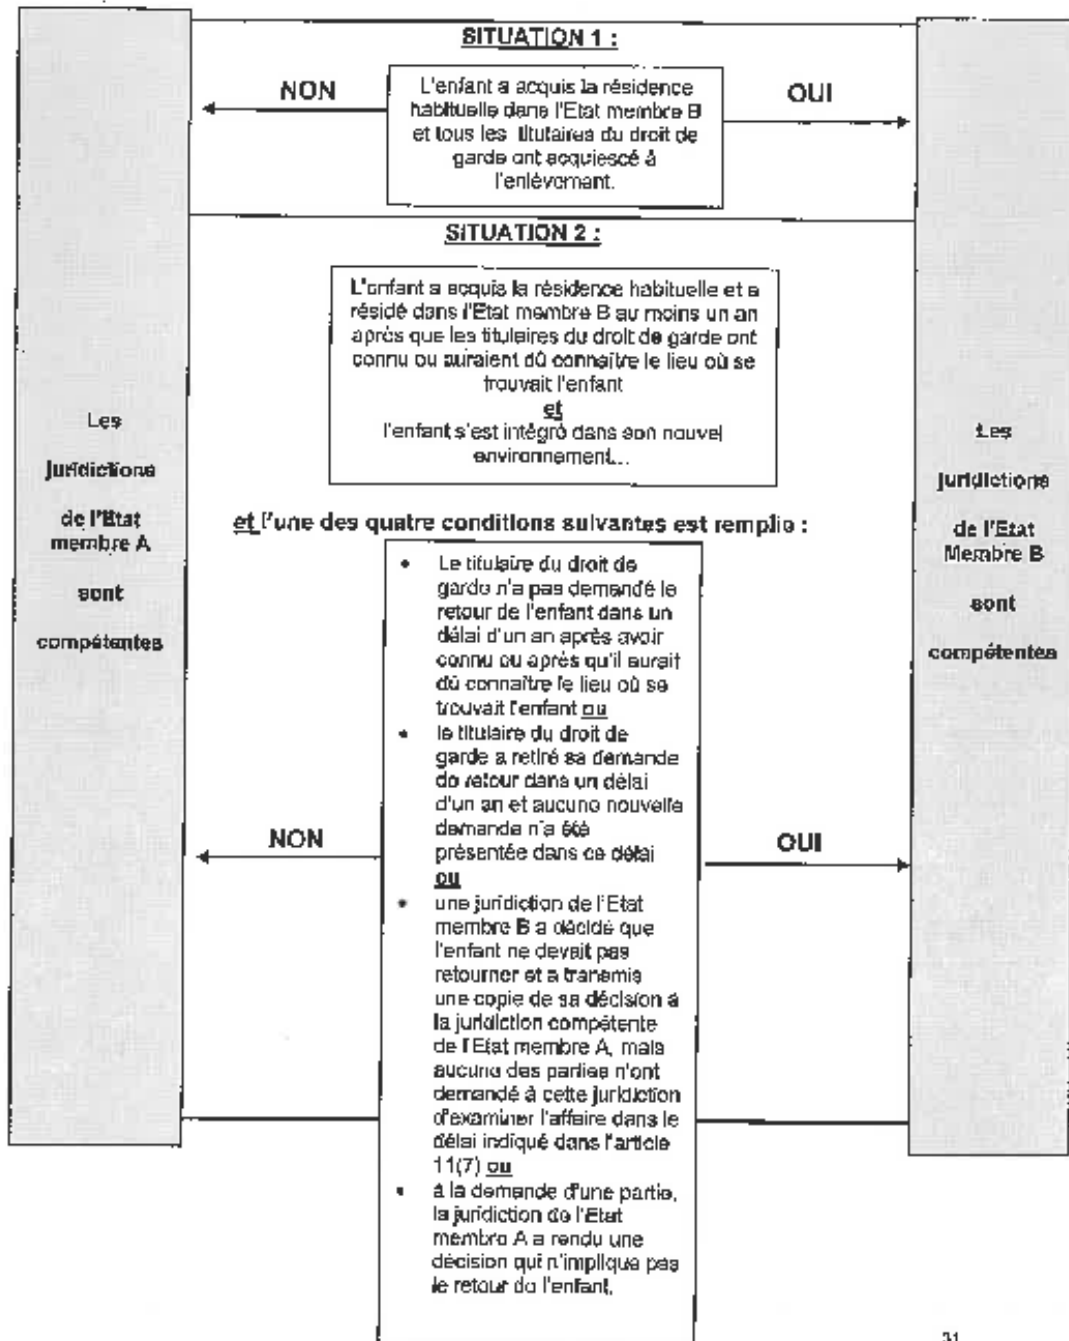 SITUATION 1 :
NON
L'enfant a acquis la résidence
habituelle dans l'Etat membre B
et tous les titulaires du droit de
garde ont acquiescé à
l'enlèvement.
OUI
SITUATION 2 :
L'enfant a acquis la résidence habituelle et a
résidé dans l'Etat membre B au moins un an
après que les titulaires du droit de garde ont
connu ou auraient dû connaître le lieu où se
trouvait l'enfant
et
l'enfant s'est intégré dans son nouvel
environnement...
Les
juridictions
de l'Etat
membre A
sont
compétentes
et l'une des quatre conditions suivantes est remplie :
NON
• Le titulaire du droit de
garde n'a pas demandé le
retour de l'enfant dans un
délai d'un an après avoir
connu ou après qu'il aurait
dû connaître le lieu où se
trouvait l'enfant ou
• le titulaire du droit de
garde a retiré sa demande
de retour dans un délai
d'un an et aucune nouvelle
demande n'a été
présentée dans ce délai
ou
• une juridiction de l'Etat
membre B a décidé que
l'enfant ne devait pas
retourner et a transmis
une copie de sa décision à
la juridiction compétente
de l'Etat membre A, mais
aucune des parties n'ont
demandé à cette juridiction
d'examiner l'affaire dans le
délai indiqué dans l'article
11(7) ou
• à la demande d'une partie,
la juridiction de l'Etat
membre A a rendu une
décision qui n'implique pas
le retour de l'enfant.
OUI
Les
juridictions
de l'Etat
Membre B
sont
compétentes
31